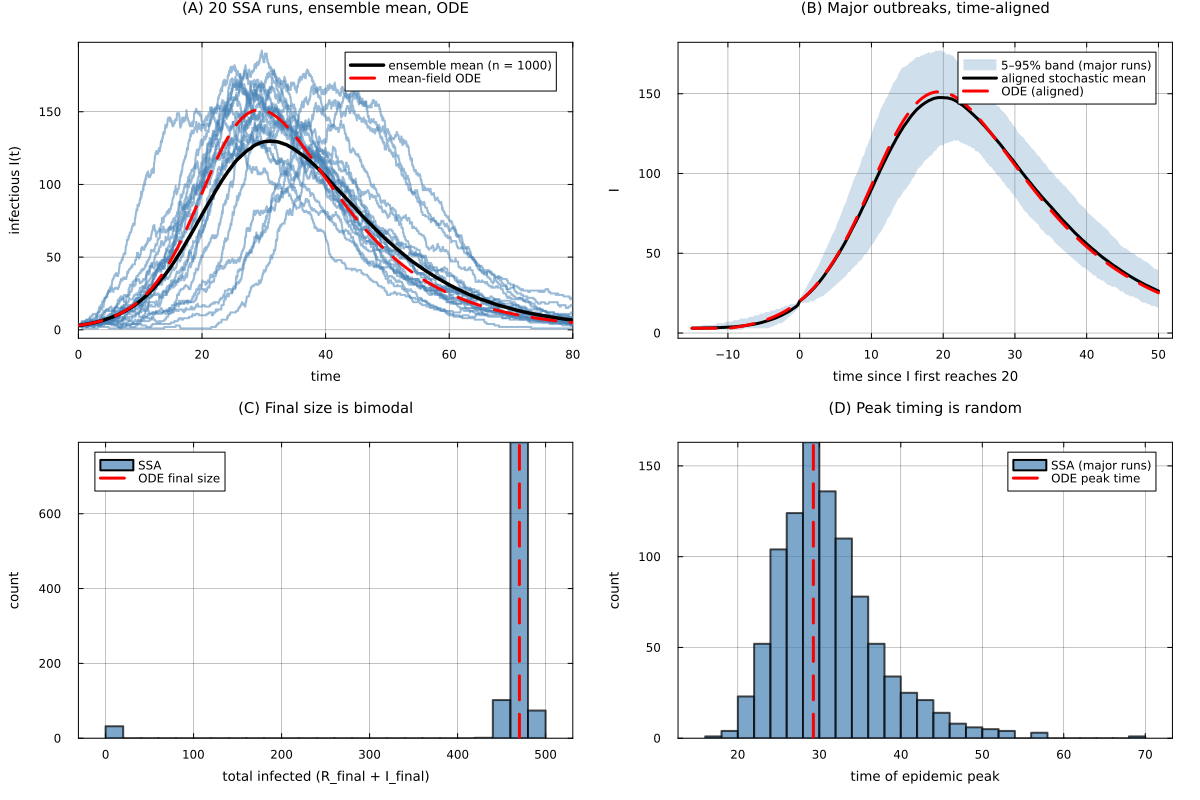 (A) 20 SSA runs, ensemble mean, ODE
infectious I(t)
150
100
50
0
ensemble mean (n = 1000)
mean-field ODE
0 20 40 60 80
time
(B) Major outbreaks, time-aligned
I
150
100
50
0
5–95% band (major runs)
aligned stochastic mean
ODE (aligned)
−10 0 10 20 30 40 50
time since I first reaches 20
(C) Final size is bimodal
count
600
400
200
0
SSA
ODE final size
0 100 200 300 400 500
total infected (R_final + I_final)
(D) Peak timing is random
count
150
100
50
0
SSA (major runs)
ODE peak time
20 30 40 50 60 70
time of epidemic peak